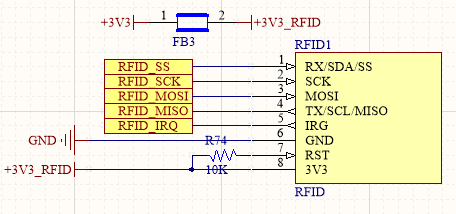 +3V3 1 2 +3V3_RFID
FB3
RFID1
RFID_SS 1 RX/SDA/SS
RFID_SCK 2 SCK
RFID_MOSI 3 MOSI
RFID_MISO 4 TX/SCL/MISO
RFID_IRQ 5 IRG
GND 6 GND
R74 7 RST
+3V3_RFID 10K 8 3V3
RFID